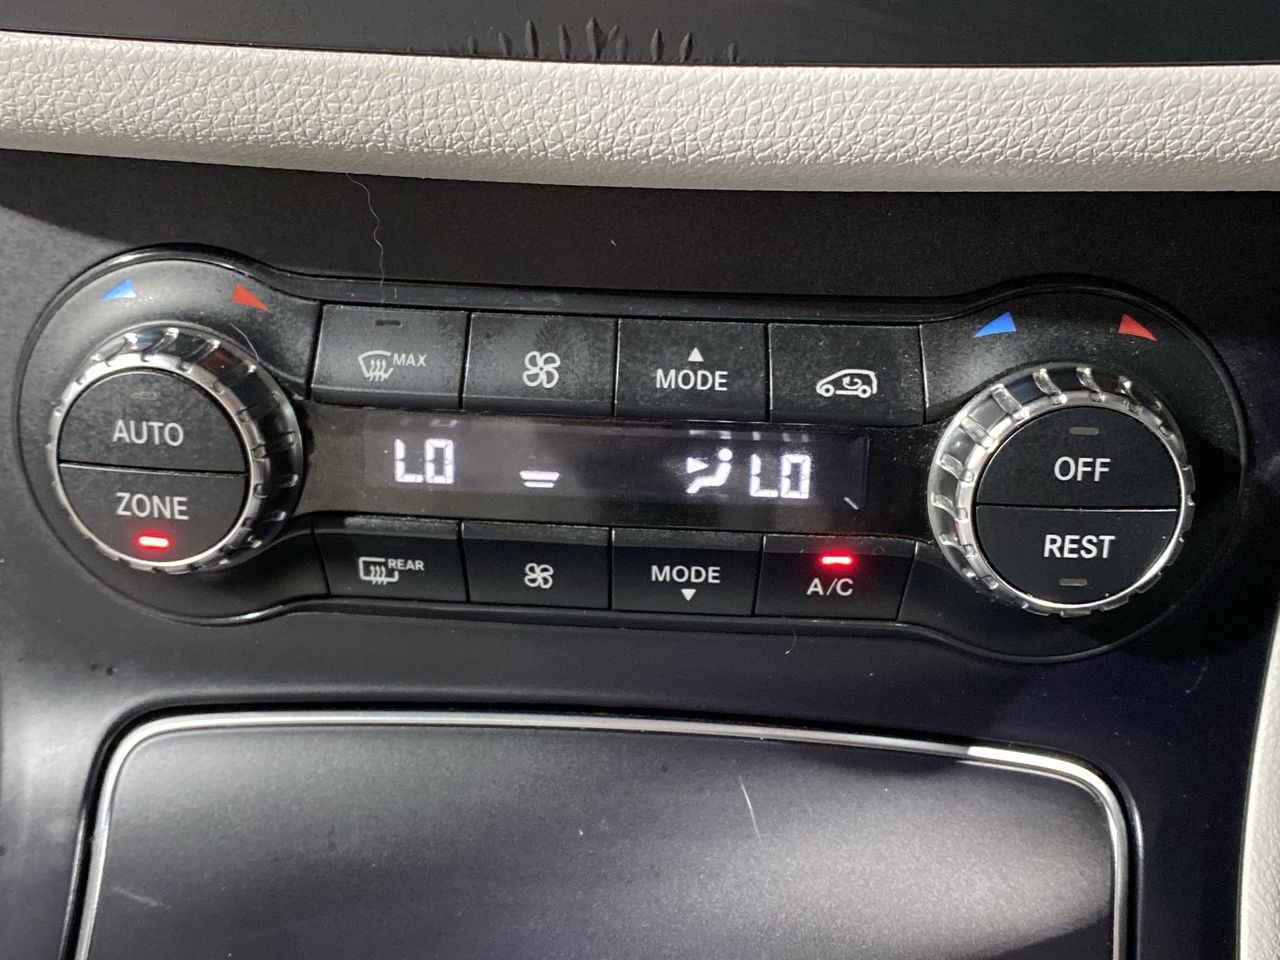 MAX
MODE
AUTO
ZONE
LO
LO
OFF
REST
REAR
MODE
A/C